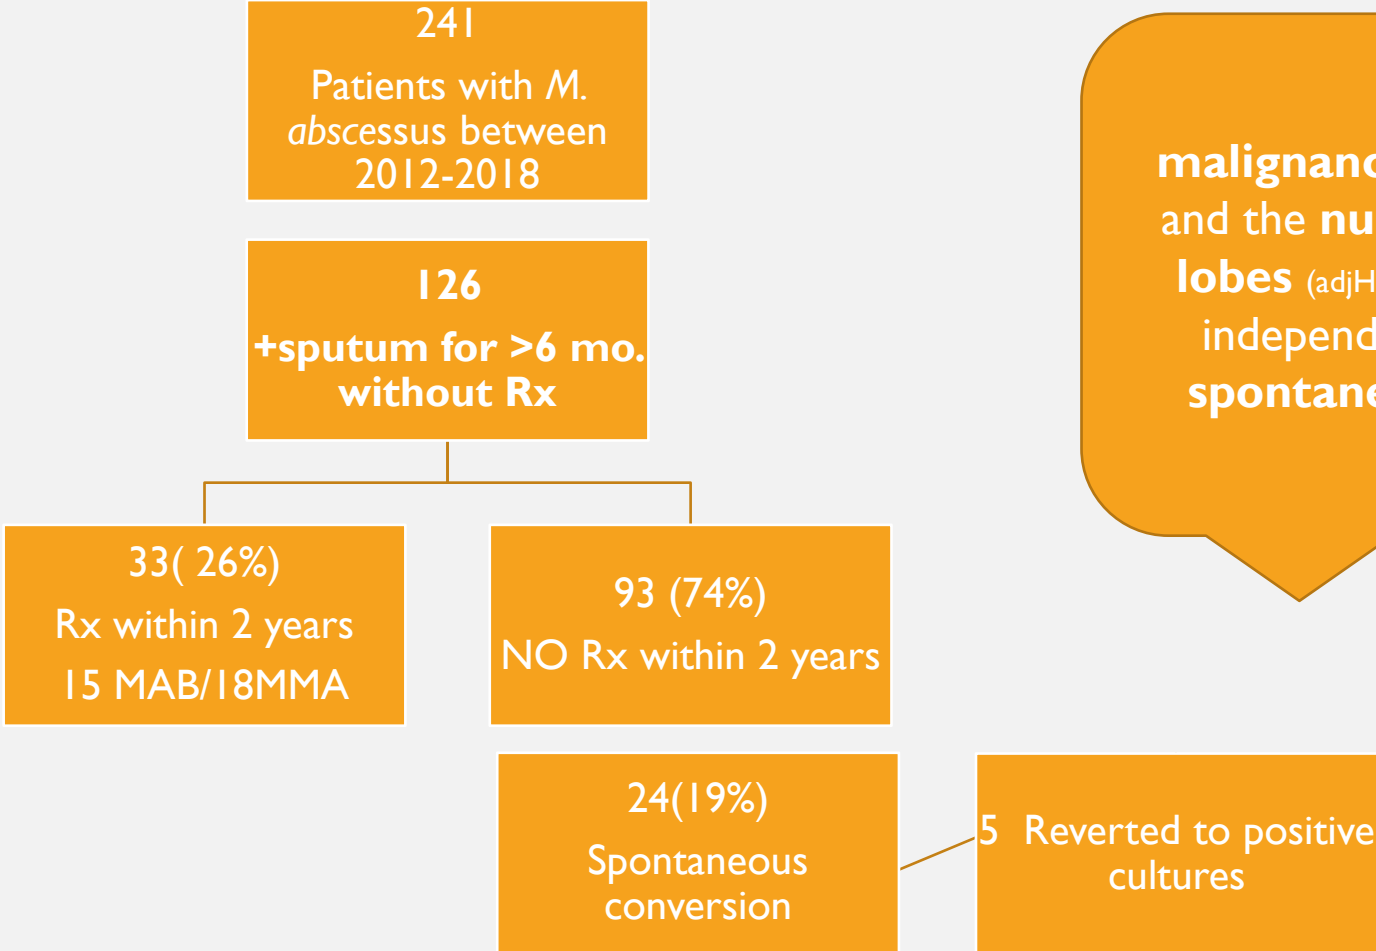 241
Patients with M.
abscessus between
2012-2018
126
+sputum for >6 mo.
without Rx
33( 26%)
Rx within 2 years
15 MAB/18MMA
93 (74%)
NO Rx within 2 years
24(19%)
Spontaneous
conversion
5 Reverted to positive
cultures
and the
lobes (adjH